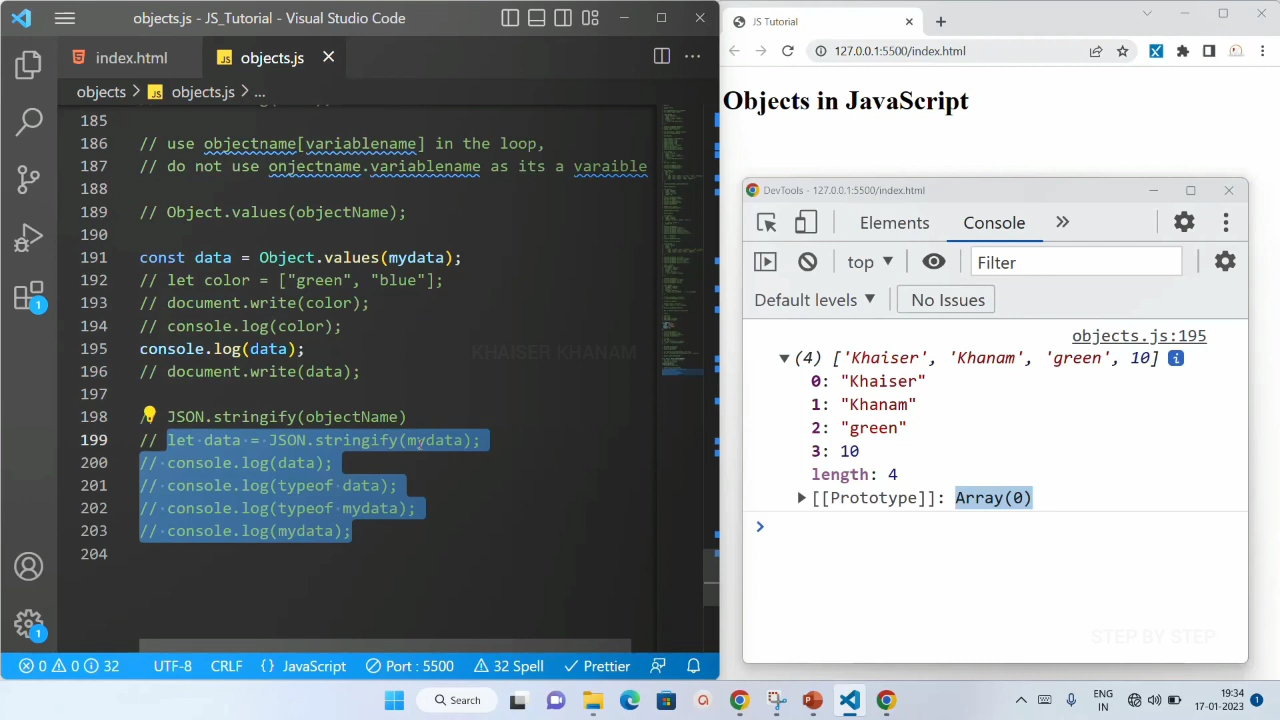 objects.js - JS_Tutorial - Visual Studio Code
index.html
objects.js
objects > objects.js > ...
185
186 // use objectname[variablename] in the loop,
187 // do not use onjectname.variablename as its a varaible
188
189 // Object.values(objectName);
190
191 const data = Object.values(mydata);
192 // let color = ["green", "blue"];
193 // document.write(color);
194 // console.log(color);
195 console.log(data);
196 // document.write(data);
197
198 // JSON.stringify(objectName)
199 // let data = JSON.stringify(mydata);
200 // console.log(data);
201 // console.log(typeof data);
202 // console.log(typeof mydata);
203 // console.log(mydata);
204
KHAISER KHANAM
1
1
0 0 32 UTF-8 CRLF {} JavaScript Port : 5500 32 Spell Prettier
JS Tutorial
127.0.0.1:5500/index.html
Objects in JavaScript
DevTools - 127.0.0.1:5500/index.html
Elements Console
top Filter
Default levels No Issues
objects.js:195
(4) ['Khaiser', 'Khanam', 'green', 10]
0: "Khaiser"
1: "Khanam"
2: "green"
3: 10
length: 4
[[Prototype]]: Array(0)
STEP BY STEP
Search
ENG
IN
19:34
17-01-2023
1